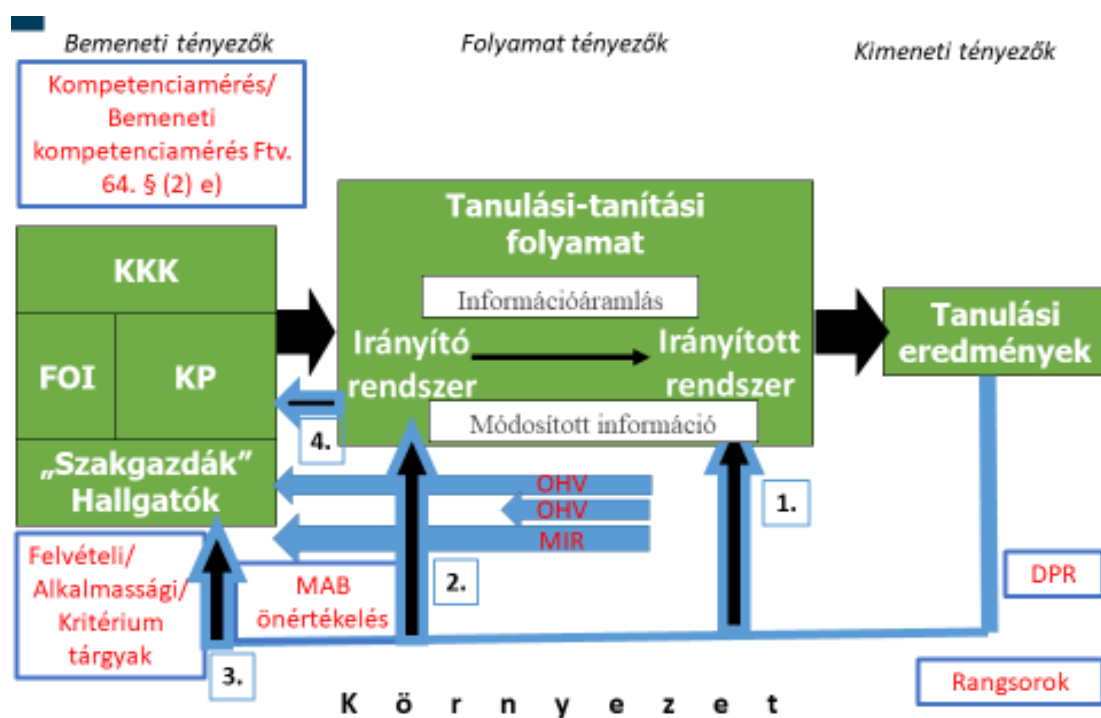 Bemeneti tényezők
Folyamat tényezők
Kimeneti tényezők
Kompetenciamérés/
Bemeneti
kompetenciamérés Ftv.
64. § (2) e)
KKK
FOI
KP
„Szakgazdák”
Hallgatók
Tanulási-tanítási
folyamat
Információáramlás
Irányító
rendszer
Irányított
rendszer
Módosított információ
Tanulási
eredmények
4.
OHV
OHV
MIR
1.
2.
Felvételi/
Alkalmassági/
Kritérium
tárgyak
3.
MAB
önértékelés
DPR
Rangsorok
K ö r n y e z e t